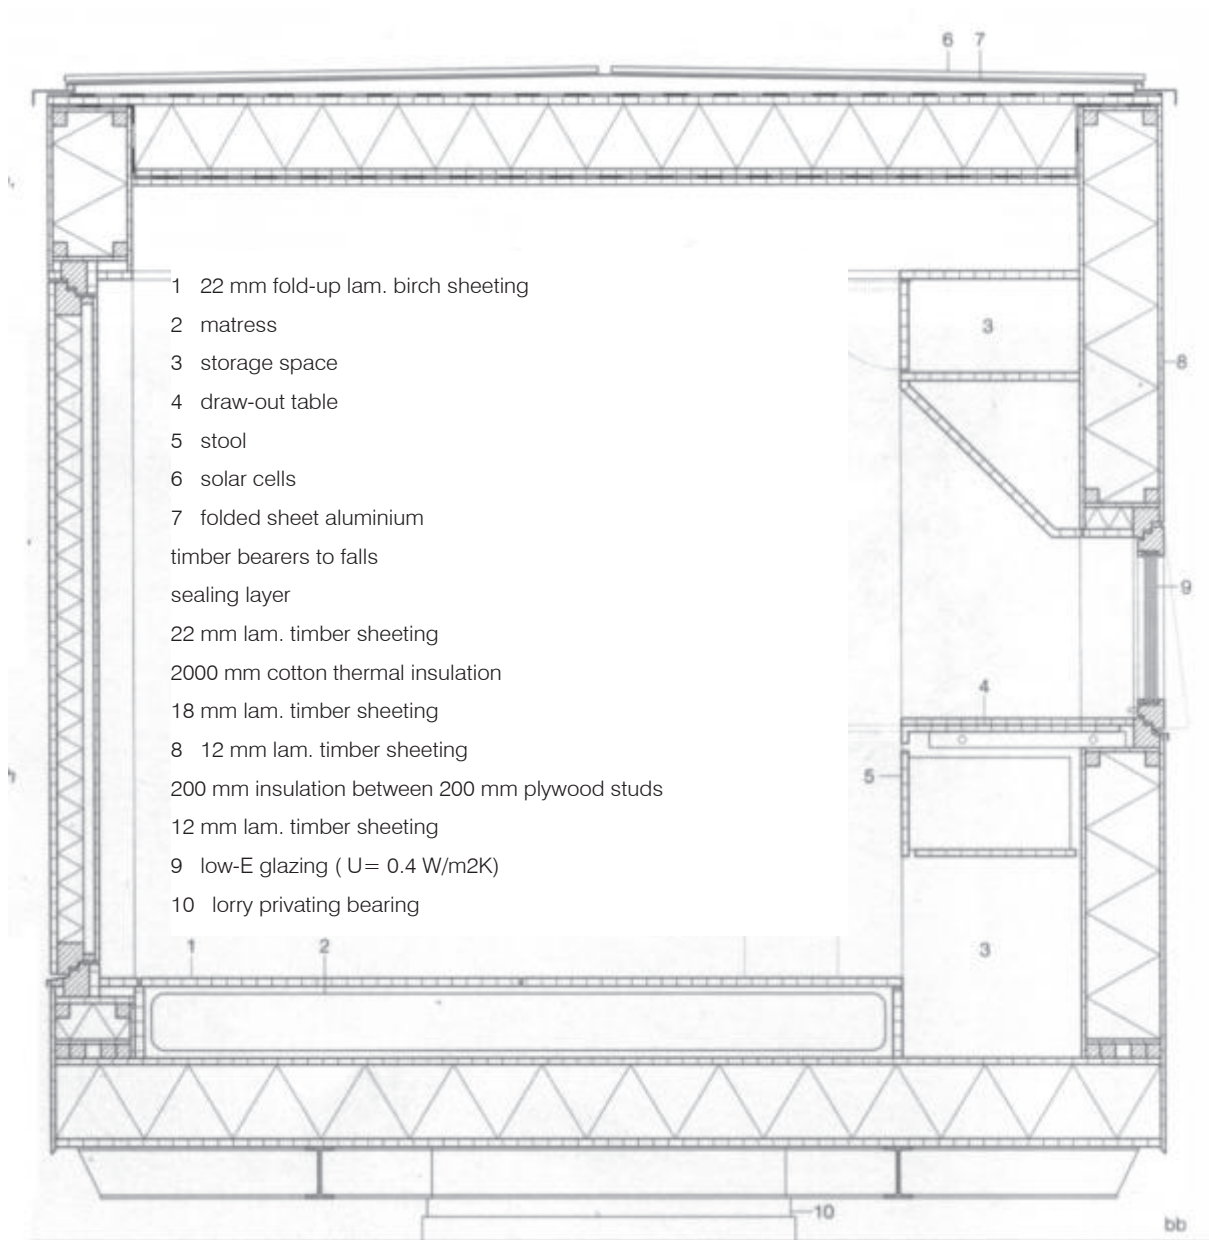 6 7
1 22 mm fold-up lam. birch sheeting
2 matress
3 storage space
4 draw-out table
5 stool
6 solar cells
7 folded sheet aluminium
timber bearers to falls
sealing layer
22 mm lam. timber sheeting
2000 mm cotton thermal insulation
18 mm lam. timber sheeting
8 12 mm lam. timber sheeting
200 mm insulation between 200 mm plywood studs
12 mm lam. timber sheeting
9 low-E glazing ( U= 0.4 W/m2K)
10 lorry privating bearing
3
8
9
4
5
1 2
3
10
bb